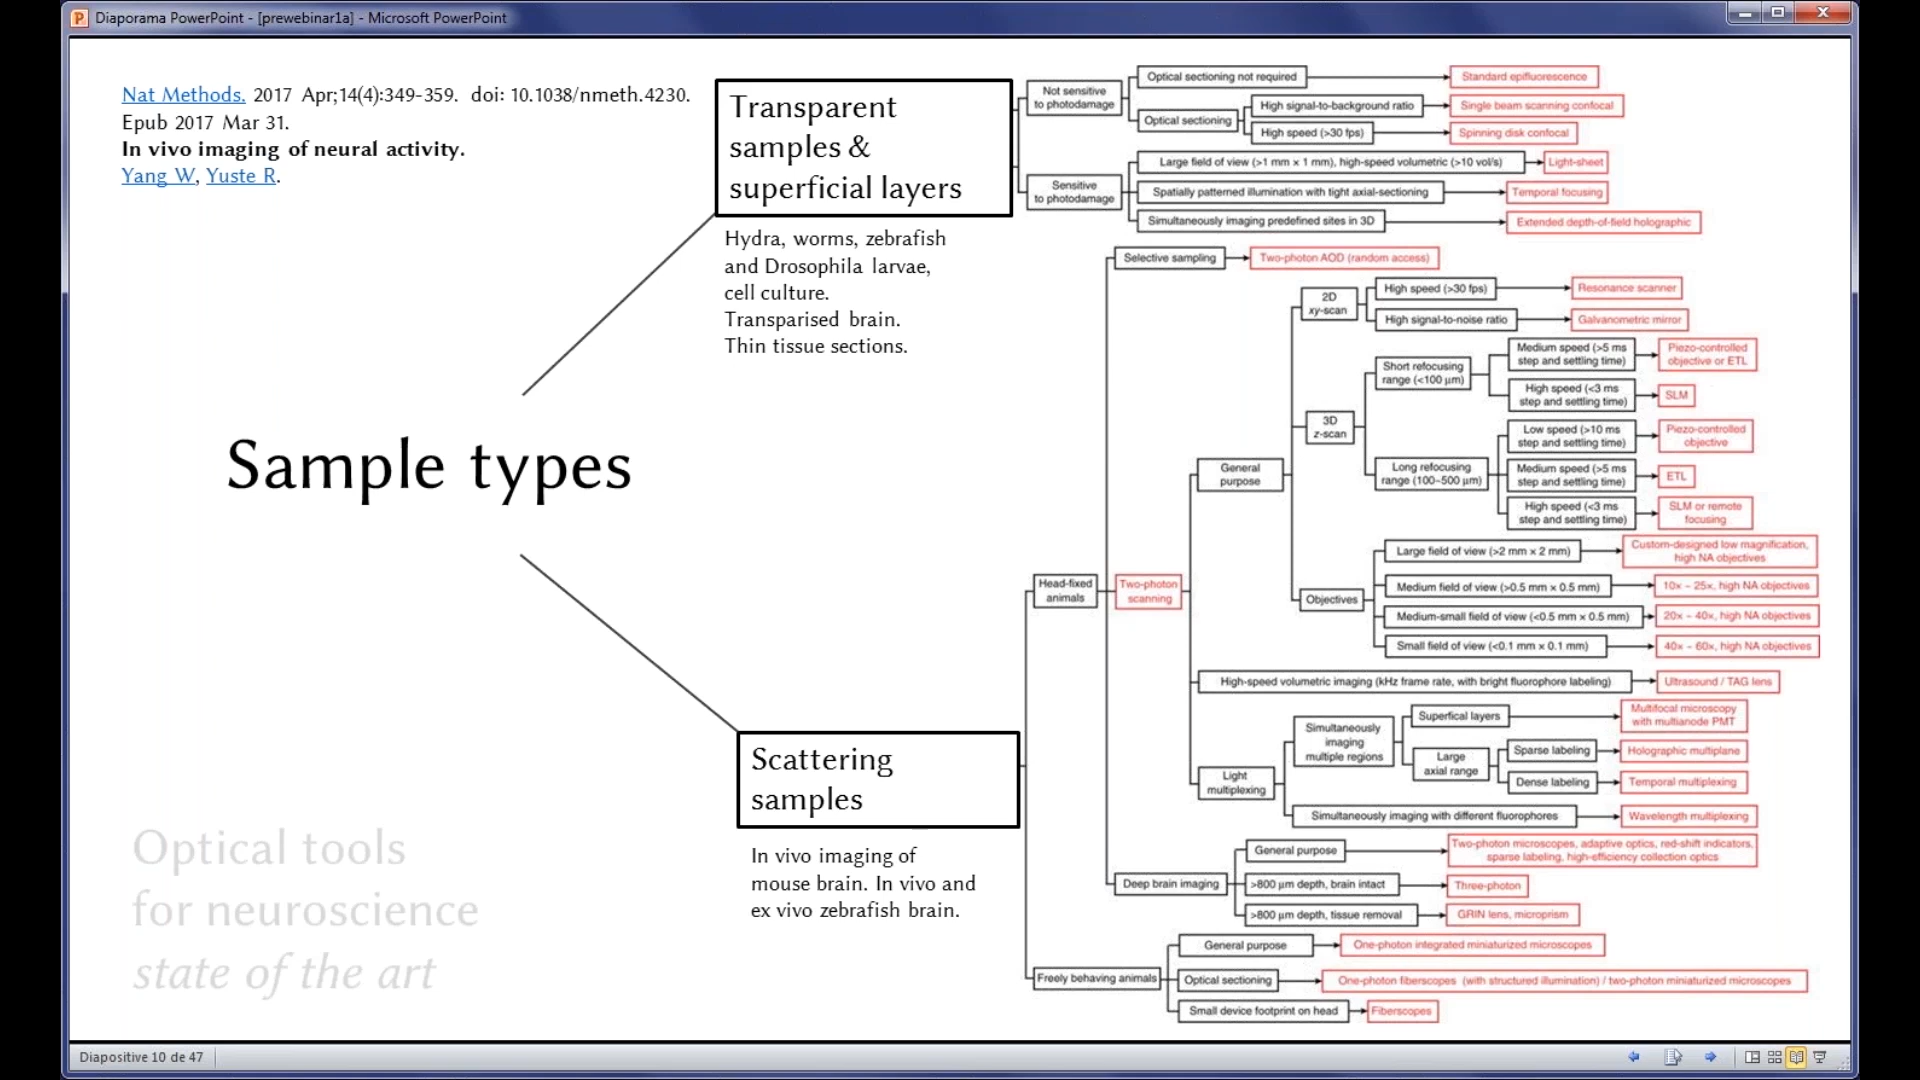 Diaporama PowerPoint - [prewebinar1a] - Microsoft PowerPoint
Nat Methods. 2017 Apr;14(4):349-359. doi: 10.1038/nmeth.4230.
Epub 2017 Mar 31.
In vivo imaging of neural activity.
Yang W, Yuste R.
Sample types
Optical tools
for neuroscience
state of the art
Transparent
samples &
superficial layers
Hydra, worms, zebrafish
and Drosophila larvae,
cell culture.
Transparised brain.
Thin tissue sections.
Not sensitive
to photodamage
Optical sectioning not required
Standard epifluorescence
Optical sectioning
High signal-to-background ratio
Single beam scanning confocal
High speed (>30 fps)
Spinning disk confocal
Sensitive
to photodamage
Large field of view (>1 mm × 1 mm), high-speed volumetric (>10 vol/s)
Light-sheet
Spatially patterned illumination with tight axial-sectioning
Temporal focusing
Simultaneously imaging predefined sites in 3D
Extended depth-of-field holographic
Scattering
samples
In vivo imaging of
mouse brain. In vivo and
ex vivo zebrafish brain.
Head-fixed
animals
Two-photon
scanning
Selective sampling
Two-photon AOD (random access)
General
purpose
2D
xy-scan
High speed (>30 fps)
Resonance scanner
High signal-to-noise ratio
Galvanometric mirror
3D
z-scan
Short refocusing
range (<100 µm)
Medium speed (>5 ms
step and settling time)
Piezo-controlled
objective or ETL
High speed (<3 ms
step and settling time)
SLM
Long refocusing
range (100–500 µm)
Low speed (>10 ms
step and settling time)
Piezo-controlled
objective
Medium speed (>5 ms
step and settling time)
ETL
High speed (<3 ms
step and settling time)
SLM or remote
focusing
Objectives
Large field of view (>2 mm × 2 mm)
Custom-designed low magnification,
high NA objectives
Medium field of view (>0.5 mm × 0.5 mm)
10× – 25×, high NA objectives
Medium-small field of view (<0.5 mm × 0.5 mm)
20× – 40×, high NA objectives
Small field of view (<0.1 mm × 0.1 mm)
40× – 60×, high NA objectives
High-speed volumetric imaging (kHz frame rate, with bright fluorophore labeling)
Ultrasound / TAG lens
Light
multiplexing
Simultaneously
imaging
multiple regions
Superfical layers
Multifocal microscopy
with multianode PMT
Large
axial range
Sparse labeling
Holographic multiplane
Dense labeling
Temporal multiplexing
Simultaneously imaging with different fluorophores
Wavelength multiplexing
Deep brain imaging
General purpose
Two-photon microscopes, adaptive optics, red-shift indicators,
sparse labeling, high-efficiency collection optics
>800 µm depth, brain intact
Three-photon
>800 µm depth, tissue removal
GRIN lens, microprism
Freely behaving animals
General purpose
One-photon integrated miniaturized microscopes
Optical sectioning
One-photon fiberscopes (with structured illumination) / two-photon miniaturized microscopes
Small device footprint on head
Fiberscopes
Diapositive 10 de 47